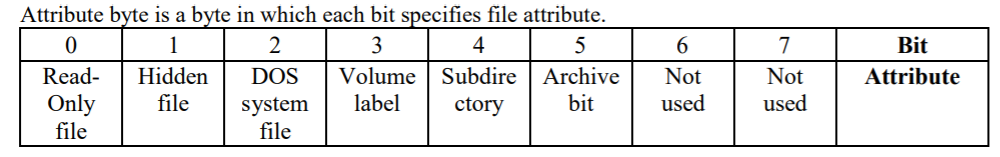 Attribute byte is a byte in which each bit specifies file attribute.
0 1 2 3 4 5 6 7 Bit
Read- Hidden DOS Volume Subdire Archive Not Not Attribute
Only file system label ctory bit used used
file file